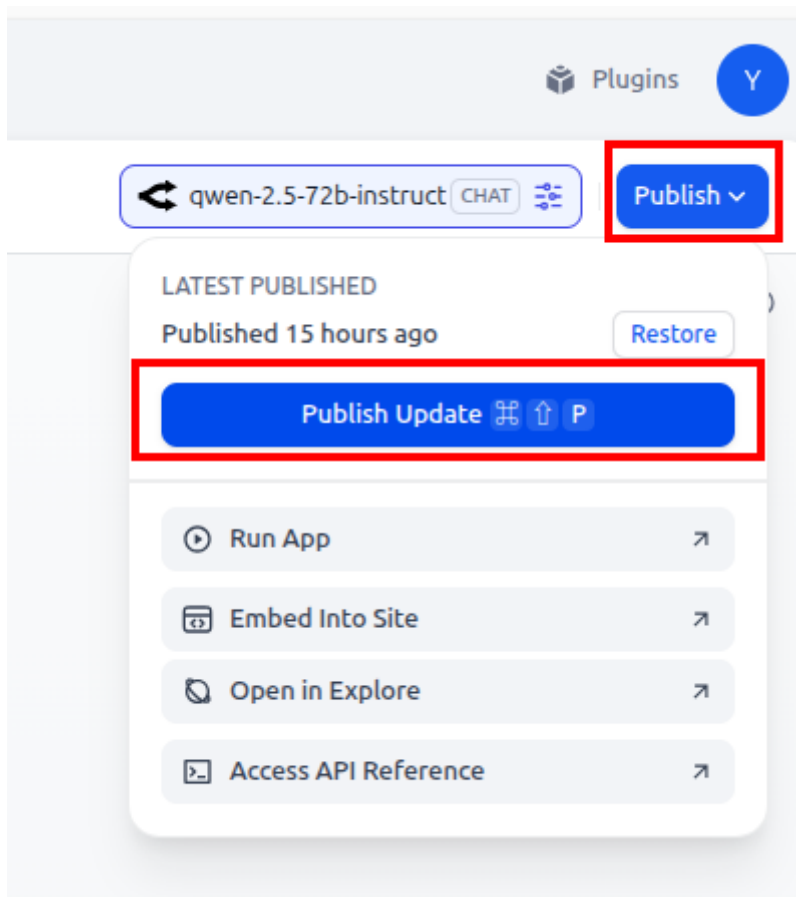 Plugins
Y
qwen-2.5-72b-instruct CHAT
Publish
LATEST PUBLISHED
Published 15 hours ago
Restore
Publish Update ⌘ ⇧ P
Run App
Embed Into Site
Open in Explore
Access API Reference